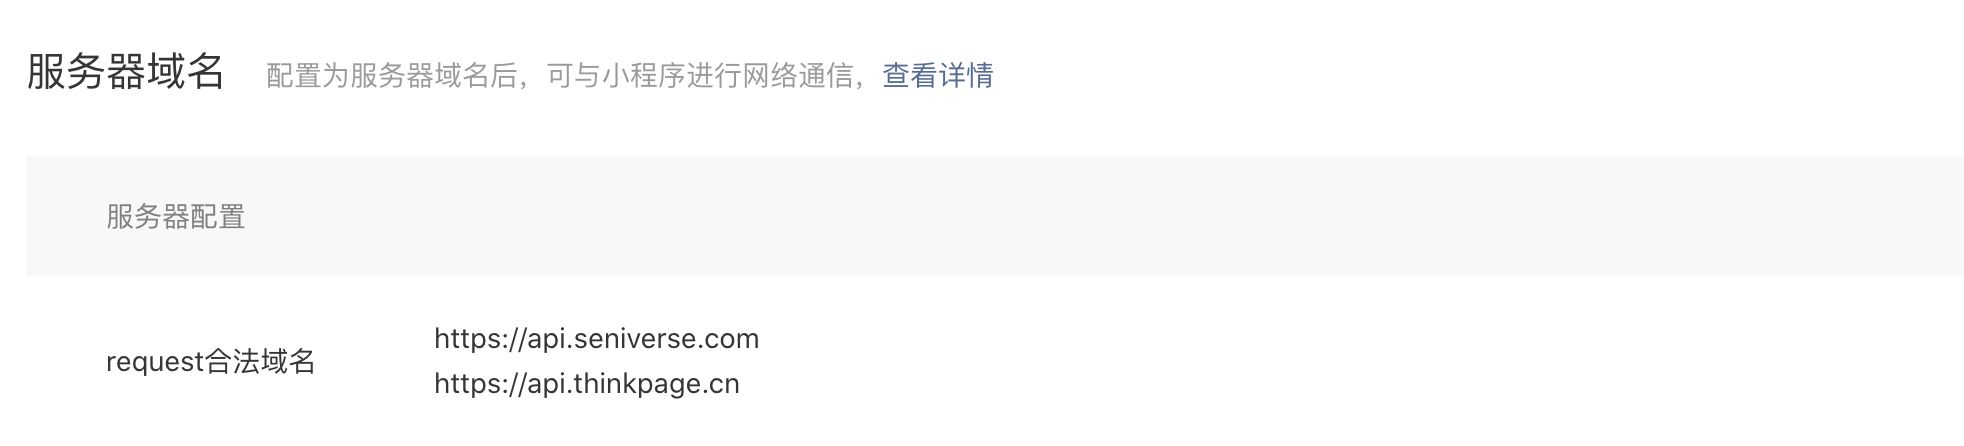 服务器域名 配置为服务器域名后，可与小程序进行网络通信，查看详情
服务器配置
request合法域名
https://api.seniverse.com
https://api.thinkpage.cn